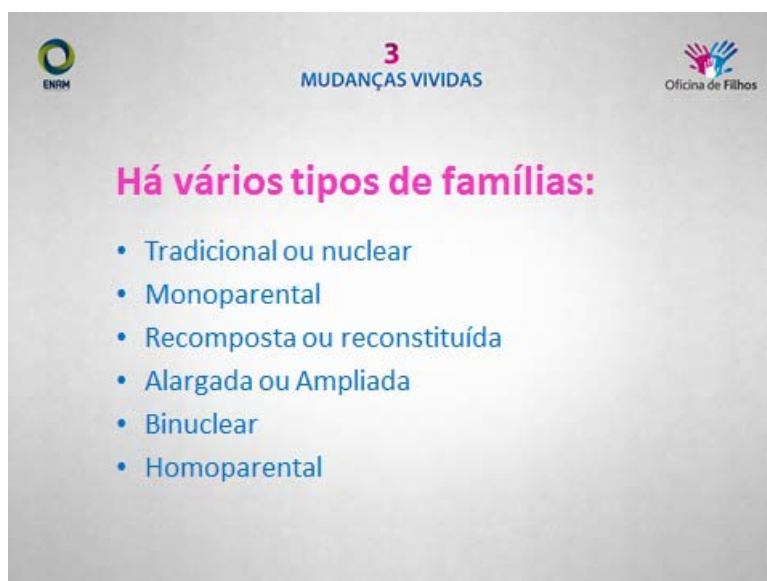 ENAM
3
MUDANÇAS VIVIDAS
Oficina de Filhos
Há vários tipos de famílias:
• Tradicional ou nuclear
• Monoparental
• Recomposta ou reconstituída
• Alargada ou Ampliada
• Binuclear
• Homoparental